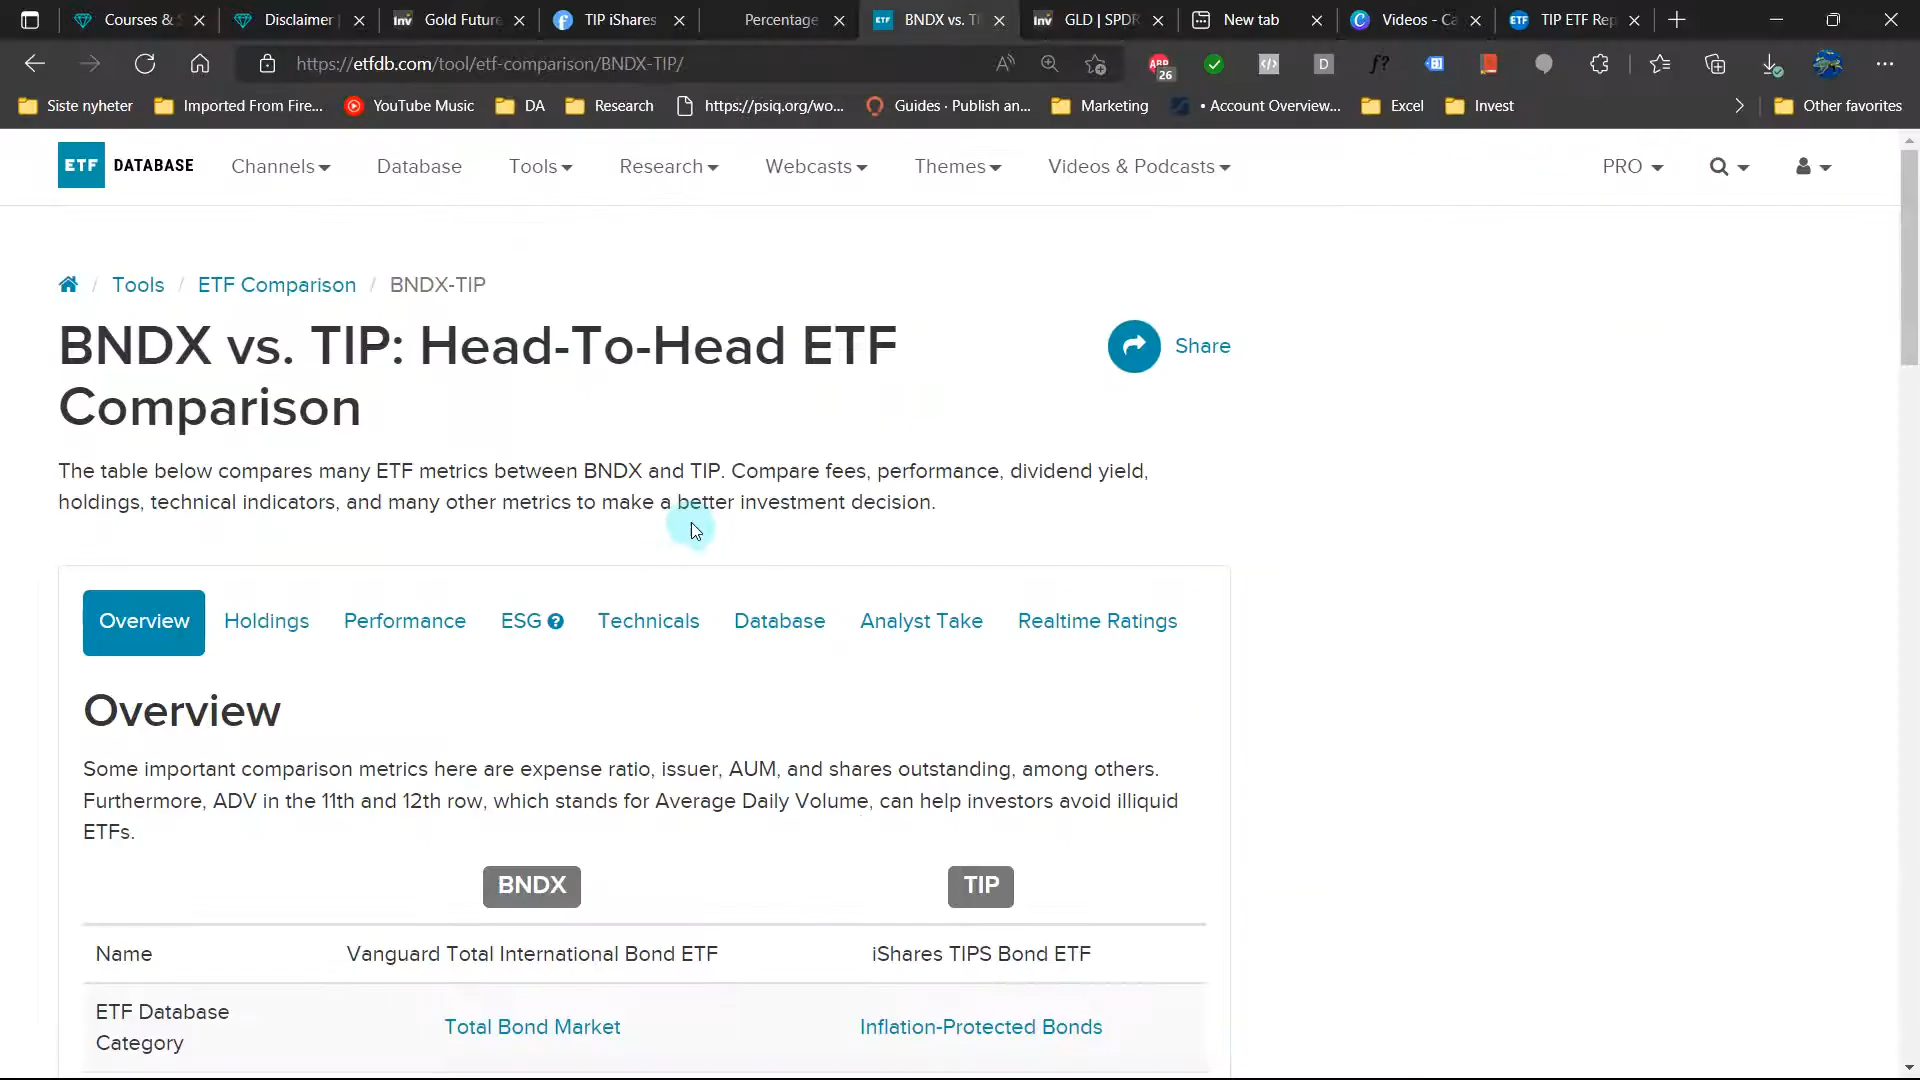 Courses &
Disclaimer
Gold Future
TIP iShares
Percentage
ETF BNDX vs. TI
Inv GLD | SPDR
New tab
Videos - Ca
ETF TIP ETF Rep
https://etfdb.com/tool/etf-comparison/BNDX-TIP/
ABP
26
D
f?
Siste nyheter
Imported From Fire...
YouTube Music
DA
Research
https://psiq.org/wo...
Guides · Publish an...
Marketing
• Account Overview...
Excel
Invest
Other favorites
ETF DATABASE
Channels
Database
Tools
Research
Webcasts
Themes
Videos & Podcasts
PRO
/ Tools / ETF Comparison / BNDX-TIP
BNDX vs. TIP: Head-To-Head ETF
Comparison
Share
The table below compares many ETF metrics between BNDX and TIP. Compare fees, performance, dividend yield,
holdings, technical indicators, and many other metrics to make a better investment decision.
Overview
Holdings
Performance
ESG ?
Technicals
Database
Analyst Take
Realtime Ratings
Overview
Some important comparison metrics here are expense ratio, issuer, AUM, and shares outstanding, among others.
Furthermore, ADV in the 11th and 12th row, which stands for Average Daily Volume, can help investors avoid illiquid
ETFs.
BNDX TIP
Name Vanguard Total International Bond ETF iShares TIPS Bond ETF
ETF Database
Category
Total Bond Market Inflation-Protected Bonds